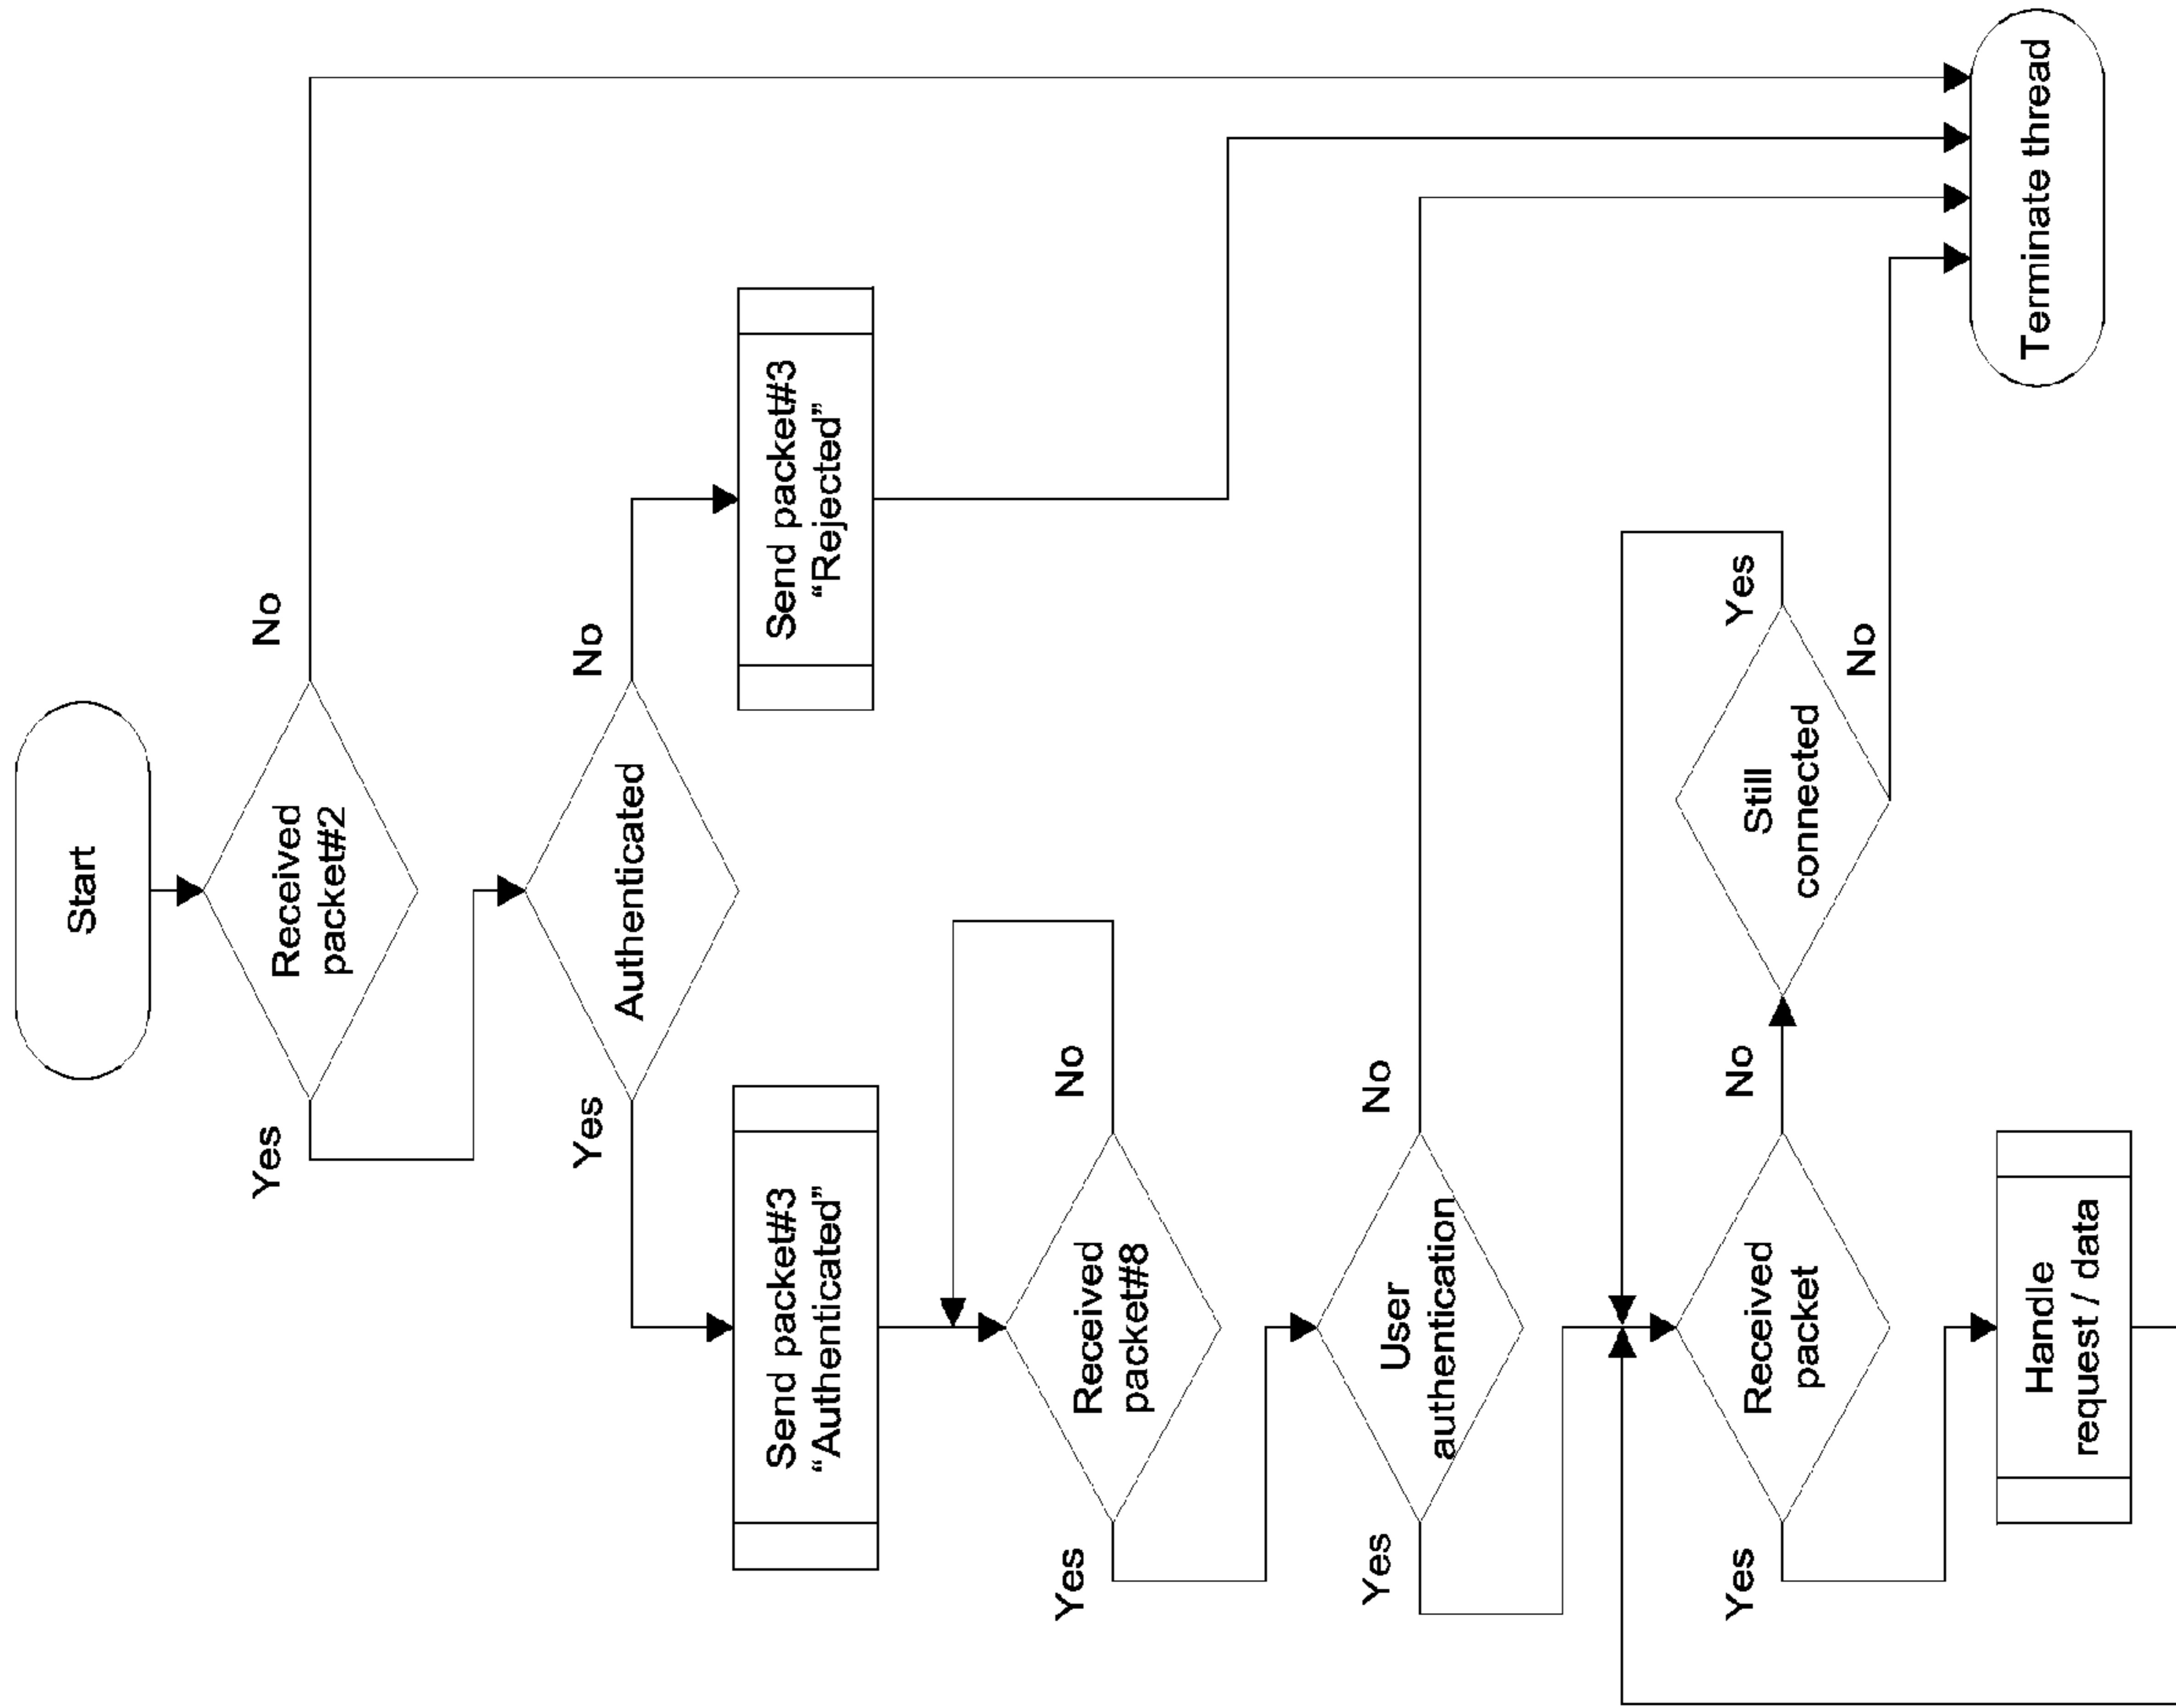 Start
Received
packet#2
Yes
No
Authenticated
Yes
No
Send packet#3
“Authenticated”
Send packet#3
“Rejected”
Received
packet#8
Yes
No
User
authentication
Yes
No
Received
packet
Yes
No
Still
connected
Yes
No
Handle
request / data
Terminate thread